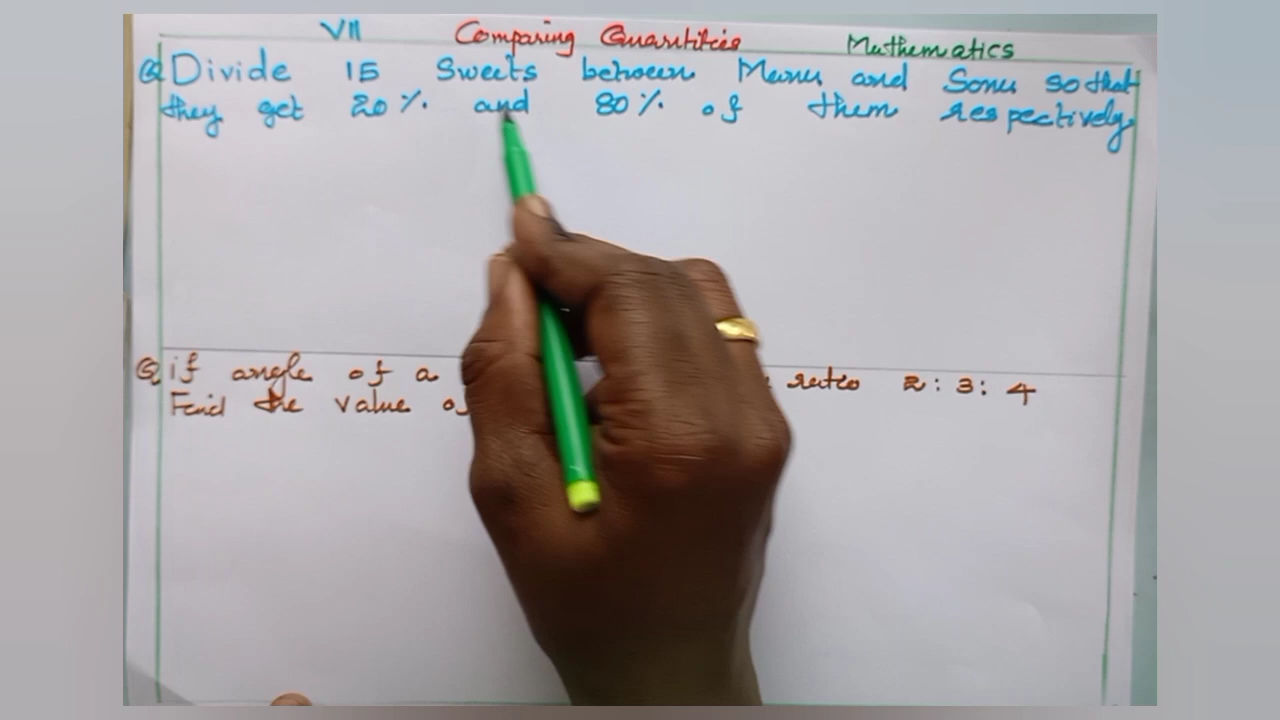 VII Comparing Quantities Mathematics
Q Divide 15 Sweets between Manu and Sonu so that
they get 20% and 80% of them respectively
Q if angle of a ratio 2:3:4
Find the value of